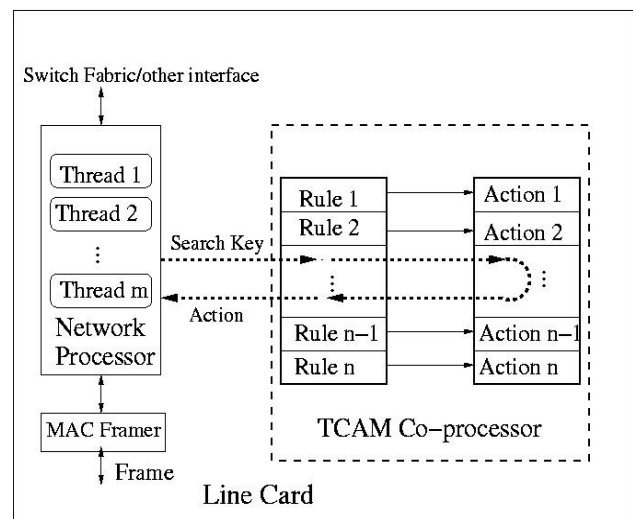 Switch Fabric/other interface
Thread 1
Thread 2
⋮
Thread m
Network
Processor
MAC Framer
Frame
Search Key
Action
Rule 1
Rule 2
⋮
Rule n−1
Rule n
Action 1
Action 2
⋮
Action n−1
Action n
TCAM Co−processor
Line Card